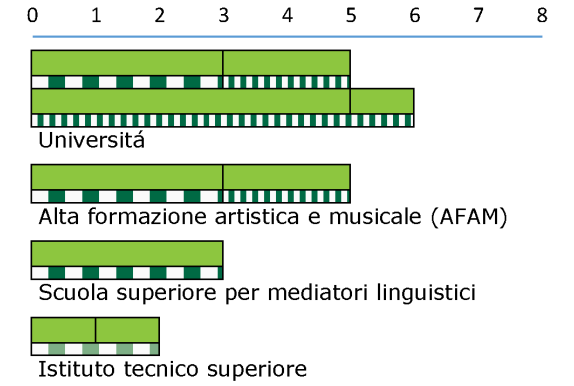 0 1 2 3 4 5 6 7 8
Universitá
Alta formazione artistica e musicale (AFAM)
Scuola superiore per mediatori linguistici
Istituto tecnico superiore